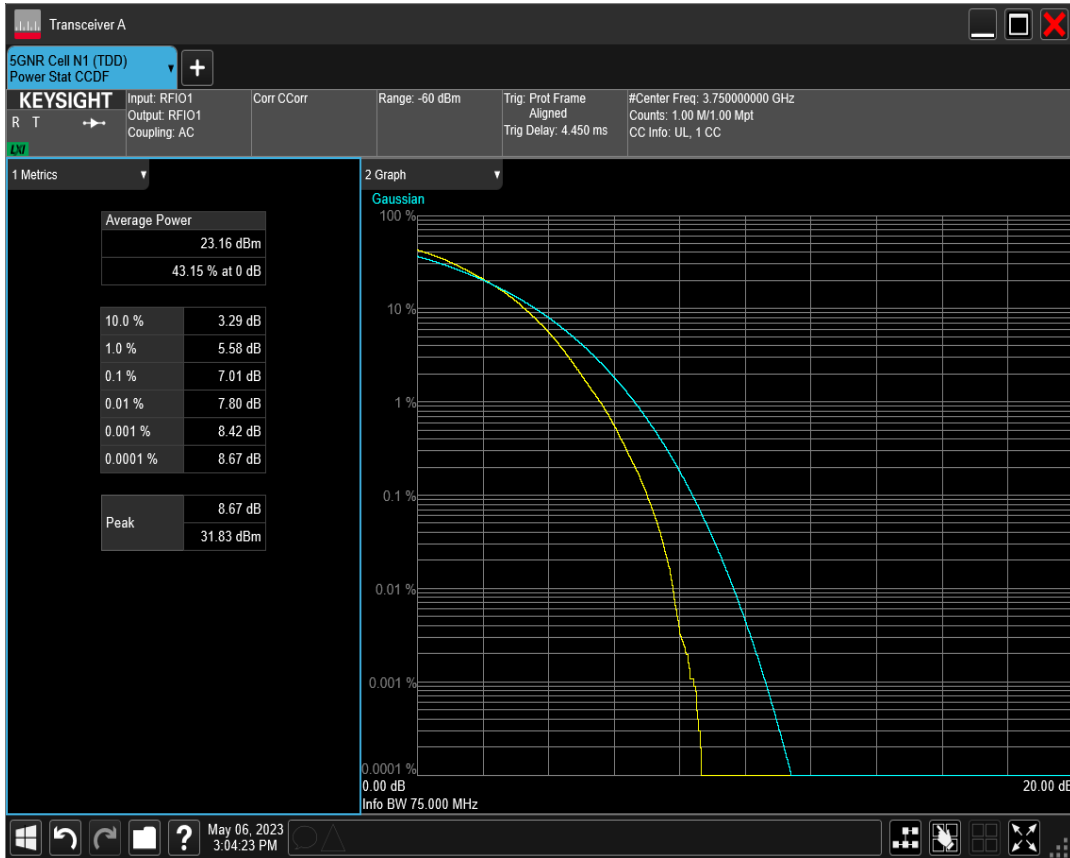 Transceiver A
5GNR Cell N1 (TDD)
Power Stat CCDF
+
KEYSIGHT
R T
LXI
Input: RFIO1
Output: RFIO1
Coupling: AC
Corr CCorr
Range: -60 dBm
Trig: Prot Frame
Aligned
Trig Delay: 4.450 ms
#Center Freq: 3.750000000 GHz
Counts: 1.00 M/1.00 Mpt
CC Info: UL, 1 CC
1 Metrics
Average Power
23.16 dBm
43.15 % at 0 dB
10.0 % 3.29 dB
1.0 % 5.58 dB
0.1 % 7.01 dB
0.01 % 7.80 dB
0.001 % 8.42 dB
0.0001 % 8.67 dB
Peak
8.67 dB
31.83 dBm
2 Graph
Gaussian
100 %
10 %
1 %
0.1 %
0.01 %
0.001 %
0.0001 %
0.00 dB 20.00 dB
Info BW 75.000 MHz
?
May 06, 2023
3:04:23 PM